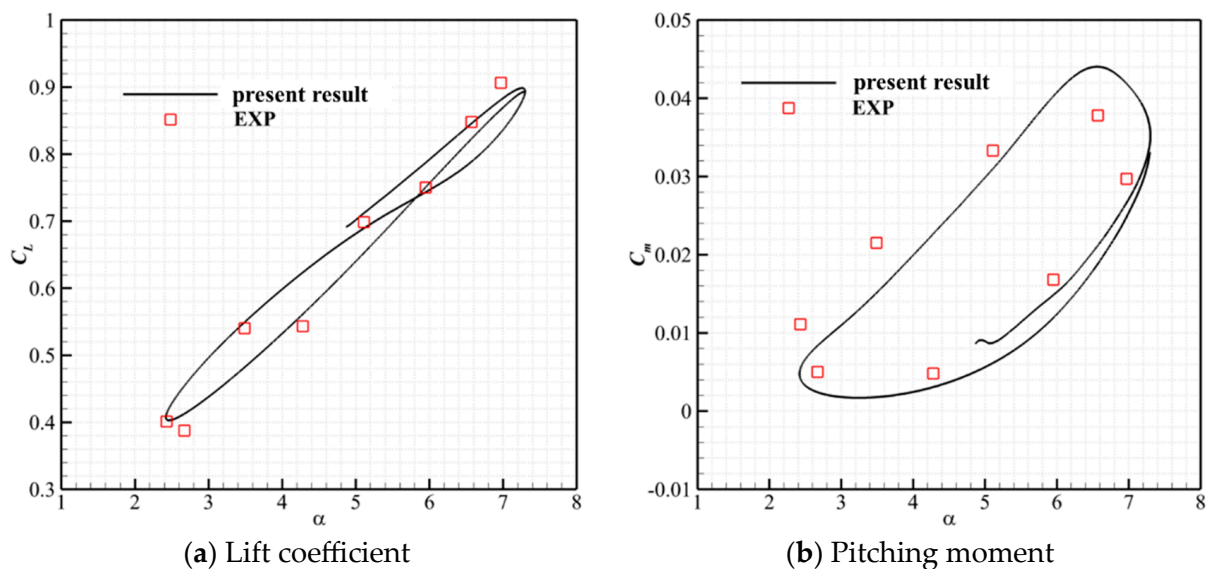 1
0.9
0.8
0.7
0.6
0.5
0.4
0.3
C_L
present result
EXP
1 2 3 4 5 6 7 8
α
(a) Lift coefficient
0.05
0.04
0.03
0.02
0.01
0
-0.01
C_m
present result
EXP
1 2 3 4 5 6 7 8
α
(b) Pitching moment